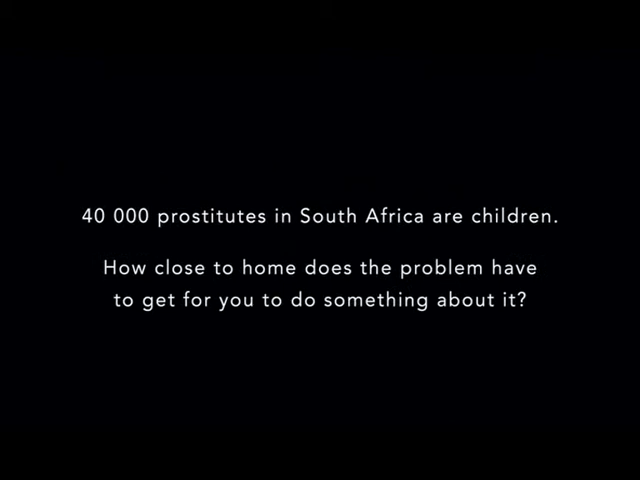 40 000 prostitutes in South Africa are children.
How close to home does the problem have
to get for you to do something about it?